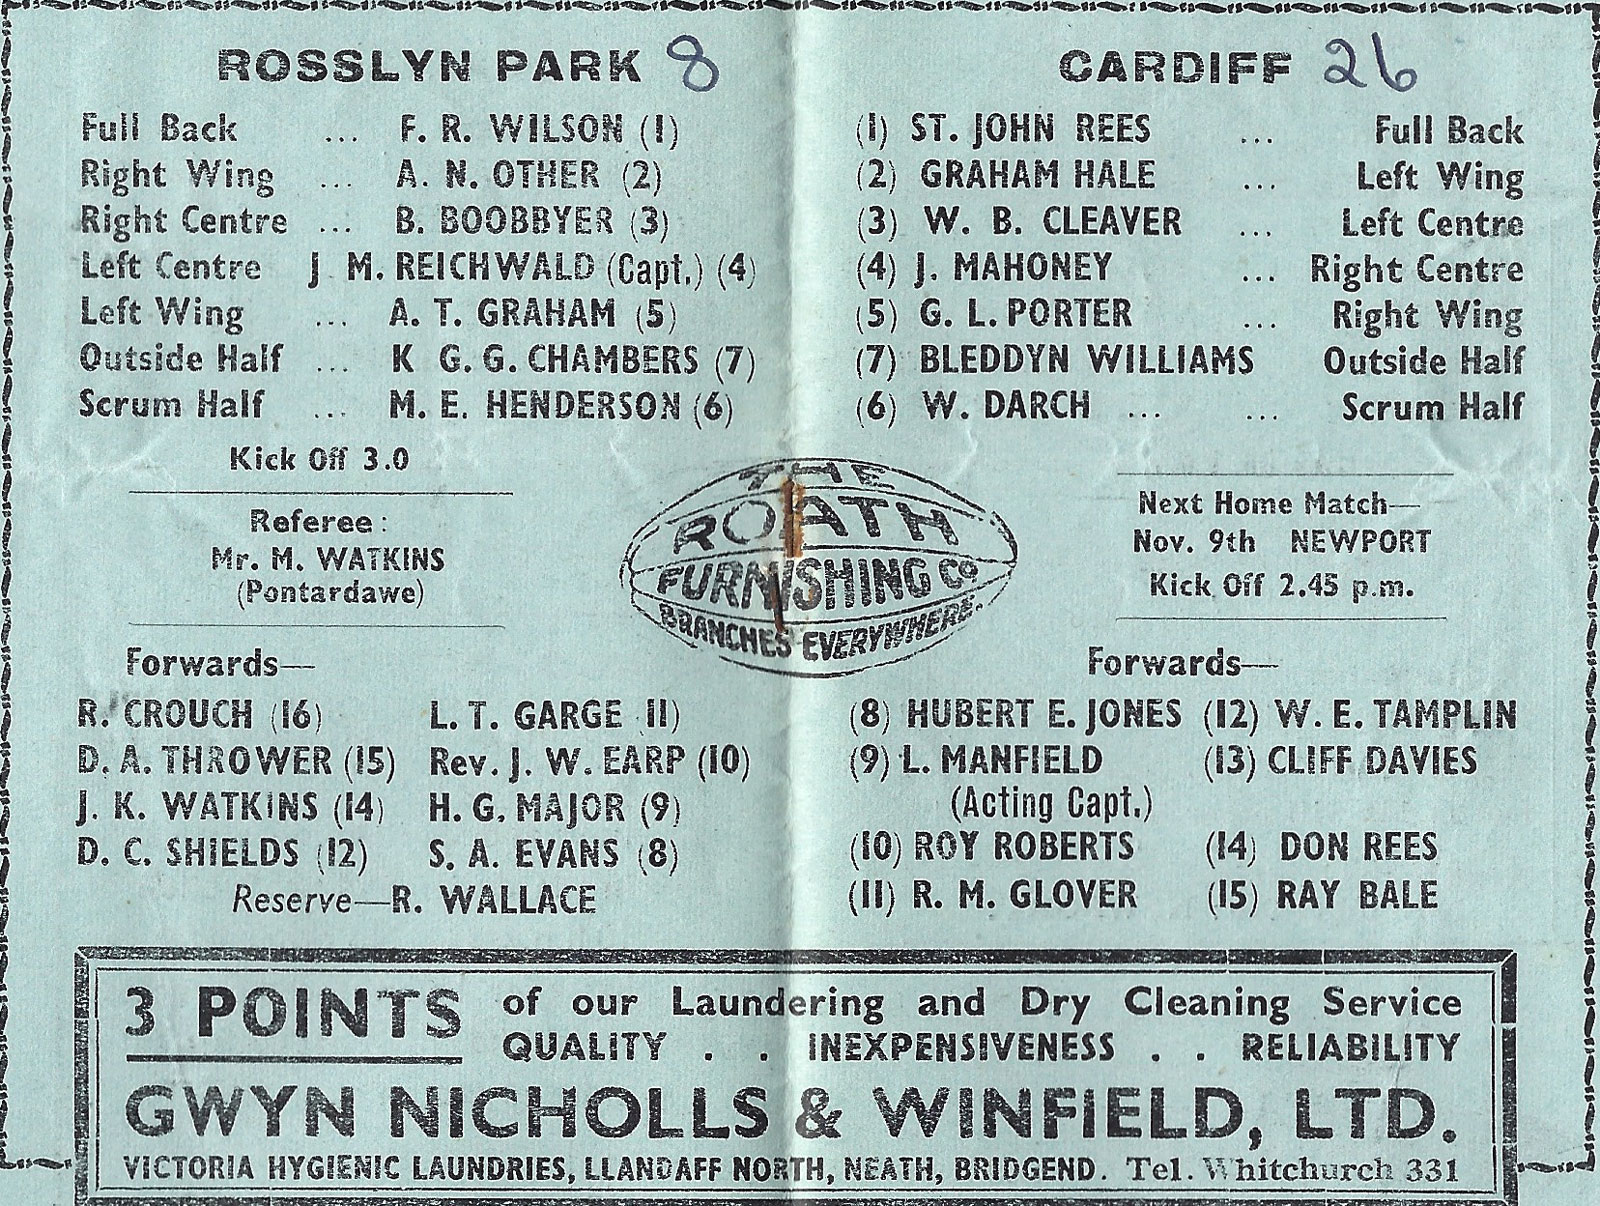 ROSSLYN PARK 8
Full Back ... F. R. WILSON (1)
Right Wing ... A. N. OTHER (2)
Right Centre ... B. BOOBBYER (3)
Left Centre J M. REICHWALD (Capt.) (4)
Left Wing ... A. T. GRAHAM (5)
Outside Half ... K G. G. CHAMBERS (7)
Scrum Half ... M. E. HENDERSON (6)
Kick Off 3.0
Referee :
Mr. M. WATKINS
(Pontardawe)
Forwards—
R. CROUCH (16) L. T. GARGE 11)
D. A. THROWER (15) Rev. J. W. EARP (10)
J. K. WATKINS (14) H. G. MAJOR (9)
D. C. SHIELDS (12) S. A. EVANS (8)
Reserve—R. WALLACE
THE
ROATH
FURNISHING Co
BRANCHES EVERYWHERE.
CARDIFF 26
(1) ST. JOHN REES ... Full Back
(2) GRAHAM HALE ... Left Wing
(3) W. B. CLEAVER ... Left Centre
(4) J. MAHONEY ... Right Centre
(5) G. L. PORTER ... Right Wing
(7) BLEDDYN WILLIAMS Outside Half
(6) W. DARCH ... ... Scrum Half
Next Home Match—
Nov. 9th NEWPORT
Kick Off 2.45 p.m.
Forwards—
(8) HUBERT E. JONES (12) W. E. TAMPLIN
(9) L. MANFIELD (13) CLIFF DAVIES
(Acting Capt.)
(10) ROY ROBERTS (14) DON REES
(11) R. M. GLOVER (15) RAY BALE
3 POINTS of our Laundering and Dry Cleaning Service
QUALITY . . INEXPENSIVENESS . . RELIABILITY
GWYN NICHOLLS & WINFIELD, LTD.
VICTORIA HYGIENIC LAUNDRIES, LLANDAFF NORTH, NEATH, BRIDGEND. Tel. Whitchurch 331